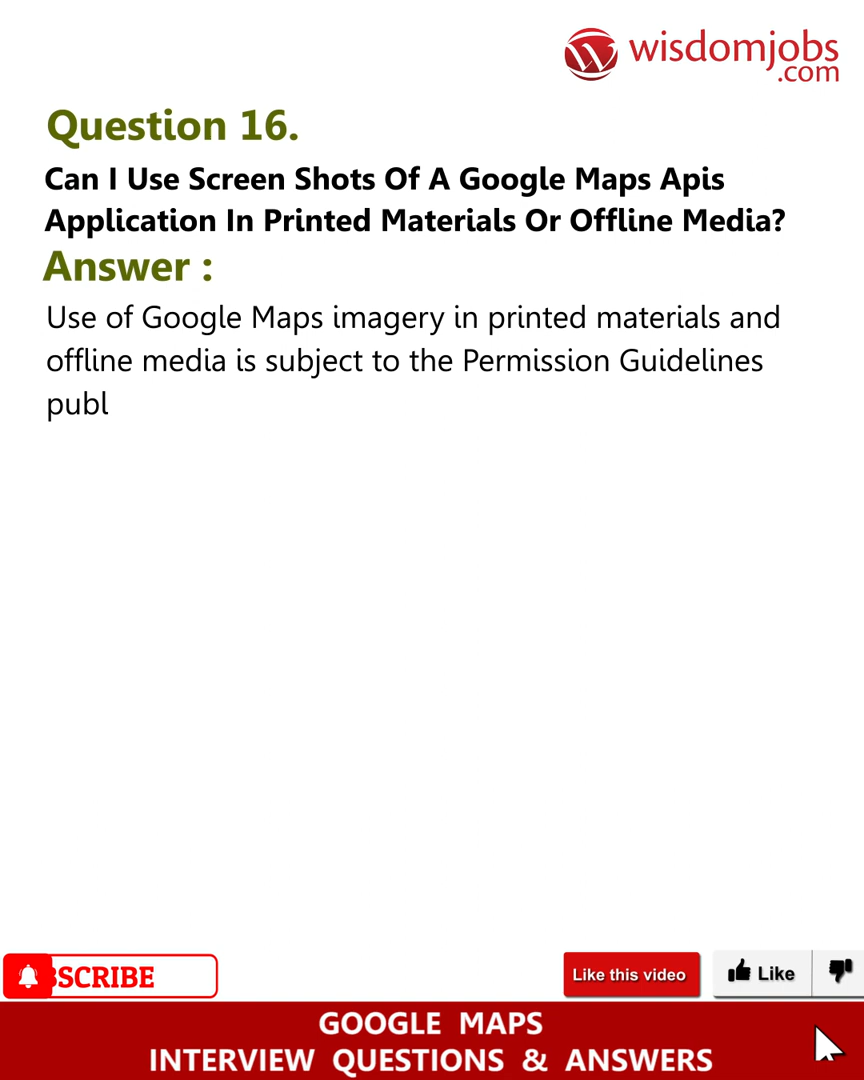 wisdomjobs
.com
Question 16.
Can I Use Screen Shots Of A Google Maps Apis
Application In Printed Materials Or Offline Media?
Answer :
Use of Google Maps imagery in printed materials and
offline media is subject to the Permission Guidelines
publ
SCRIBE
Like this video
Like
GOOGLE MAPS
INTERVIEW QUESTIONS & ANSWERS